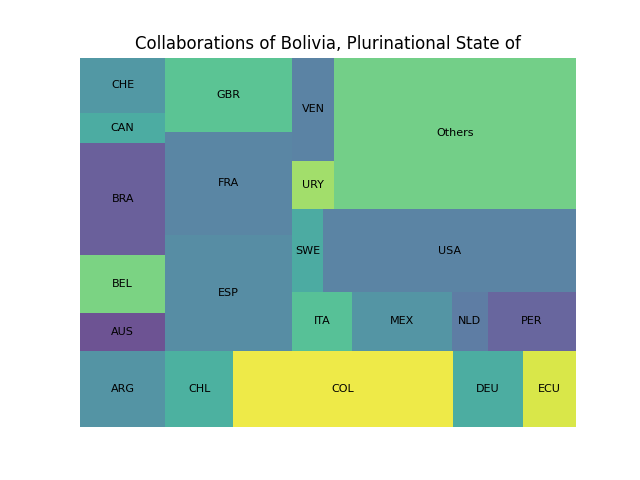 Collaborations of Bolivia, Plurinational State of
CHE
GBR
VEN
Others
CAN
FRA
URY
BRA
SWE
USA
BEL
ESP
ITA
MEX
NLD
PER
AUS
ARG
CHL
COL
DEU
ECU